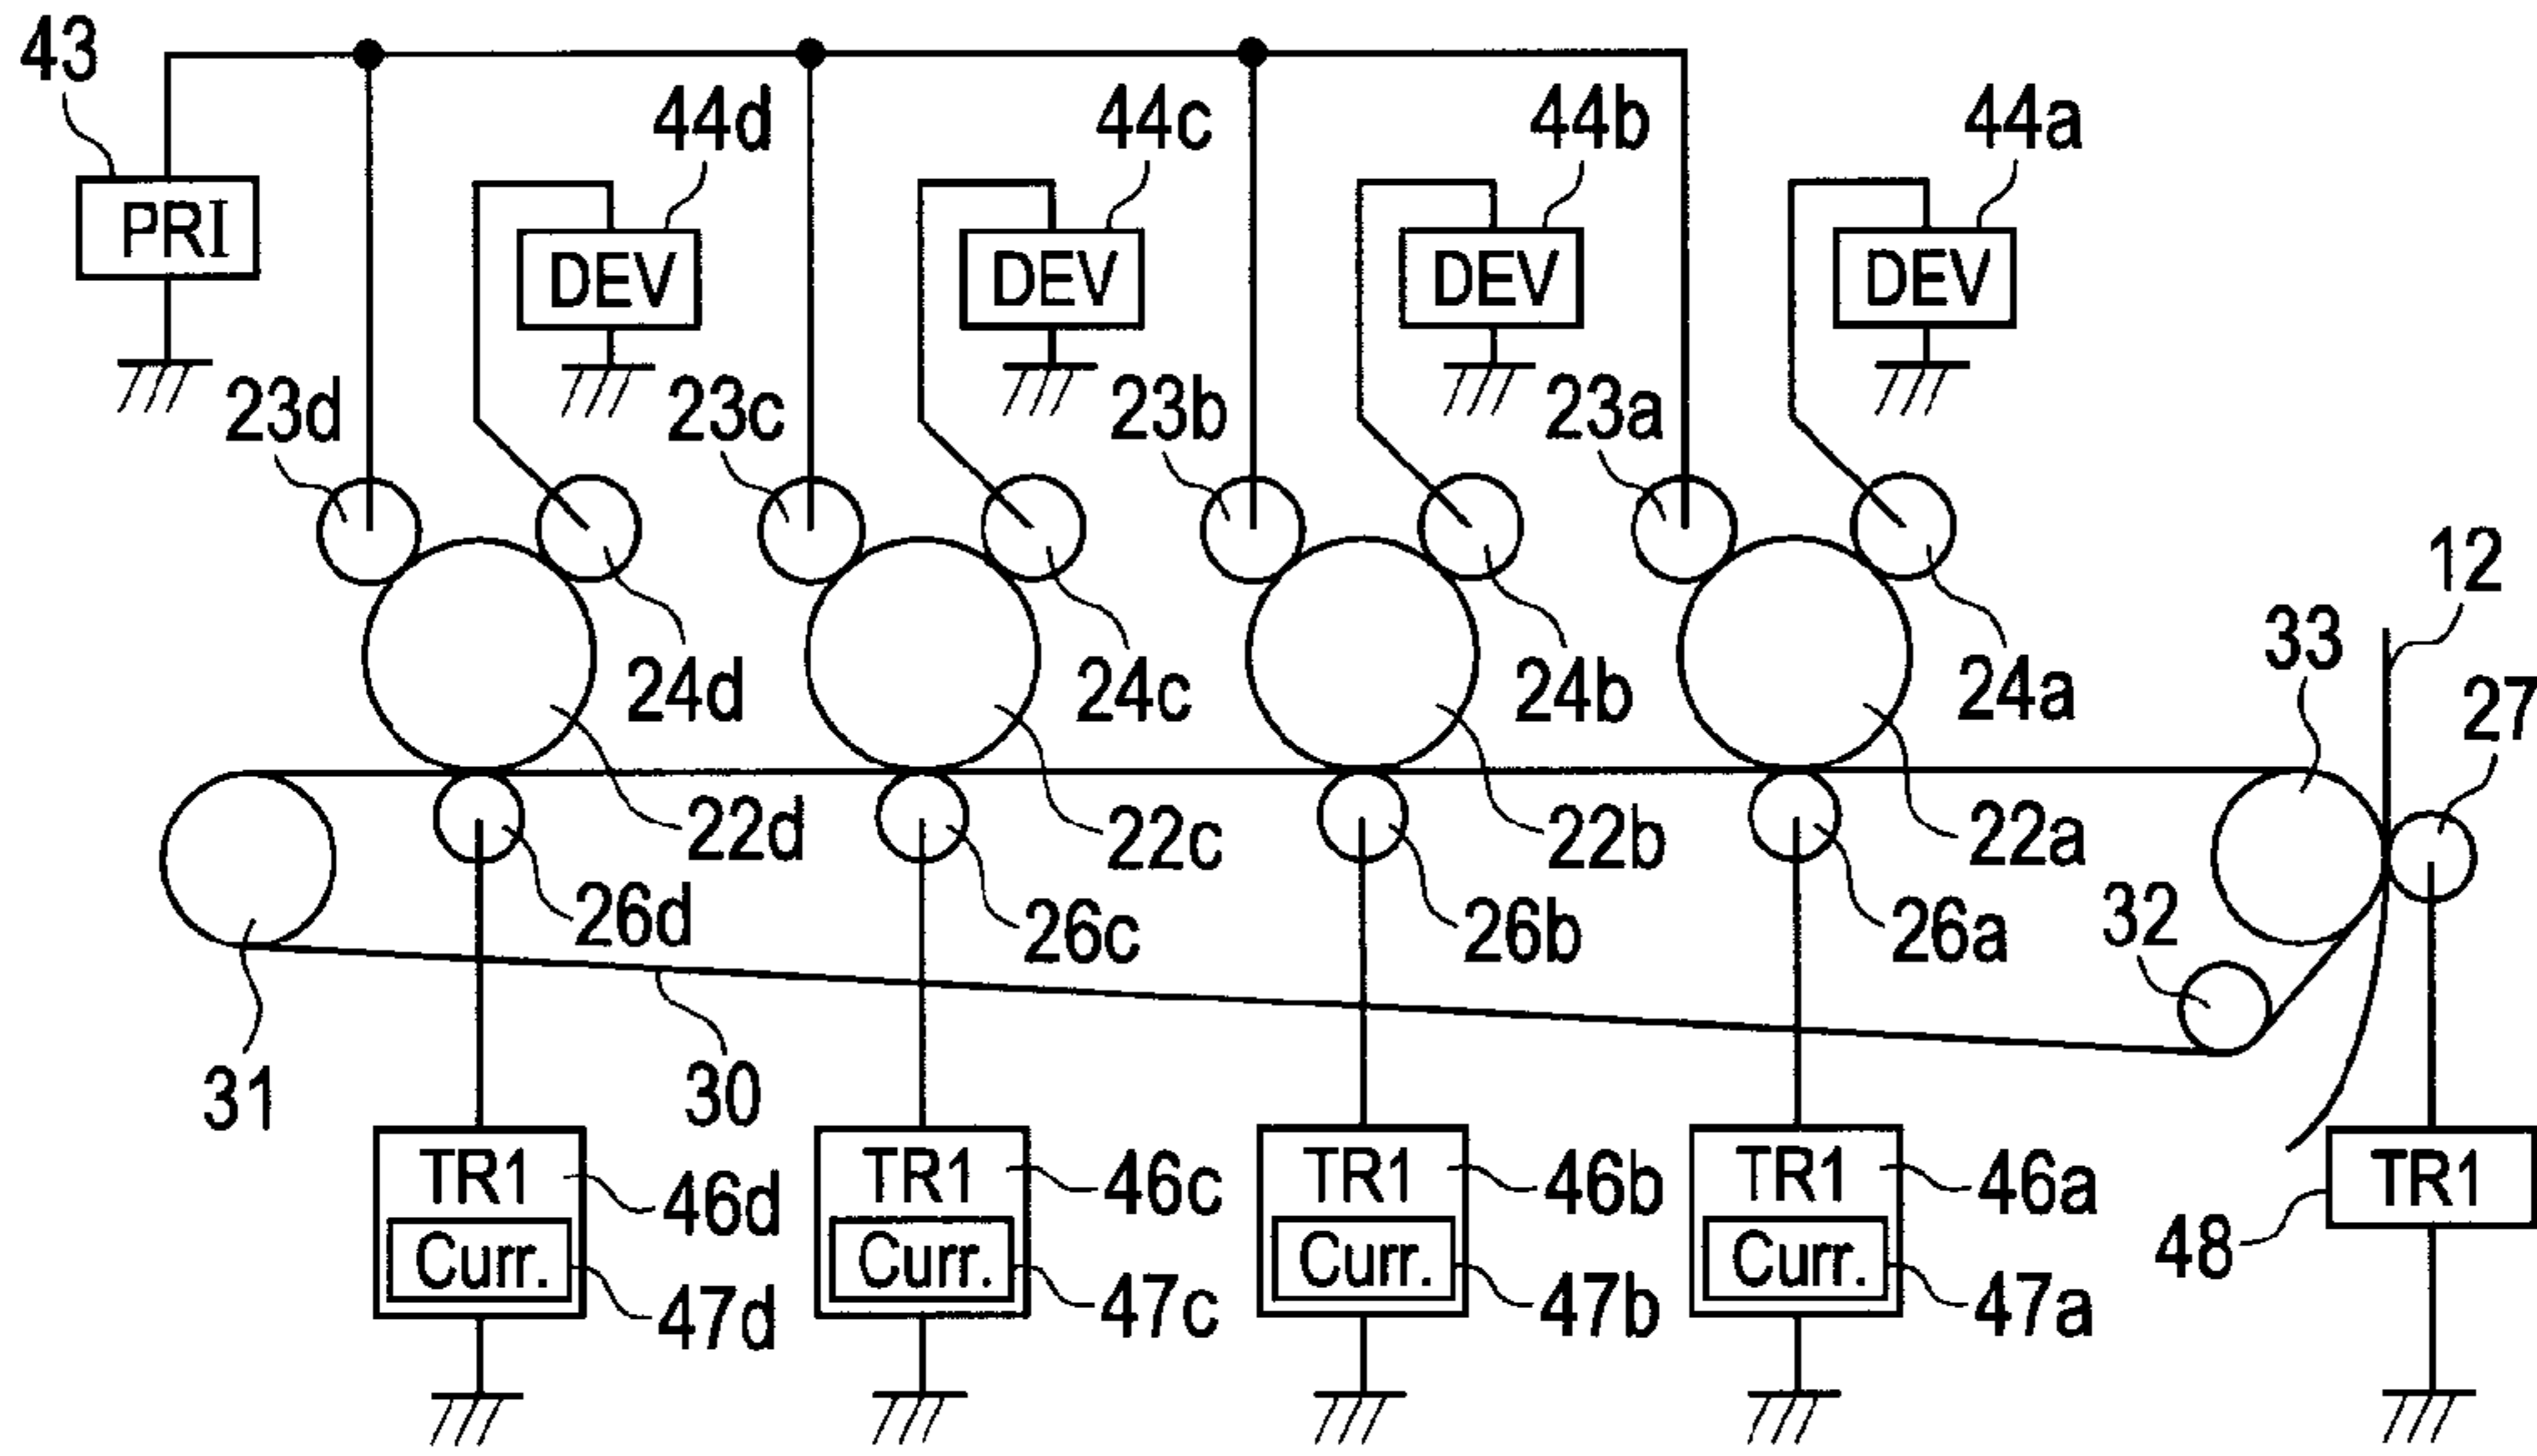 43
44d
44c
44b
44a
PRI
DEV
DEV
DEV
DEV
23d
23c
23b
23a
12
33
24d
24c
24b
24a
27
22d
22c
22b
22a
26d
26c
26b
26a
32
31
30
TR1
46d
TR1
46c
TR1
46b
TR1
46a
TR1
48
Curr.
47d
Curr.
47c
Curr.
47b
Curr.
47a